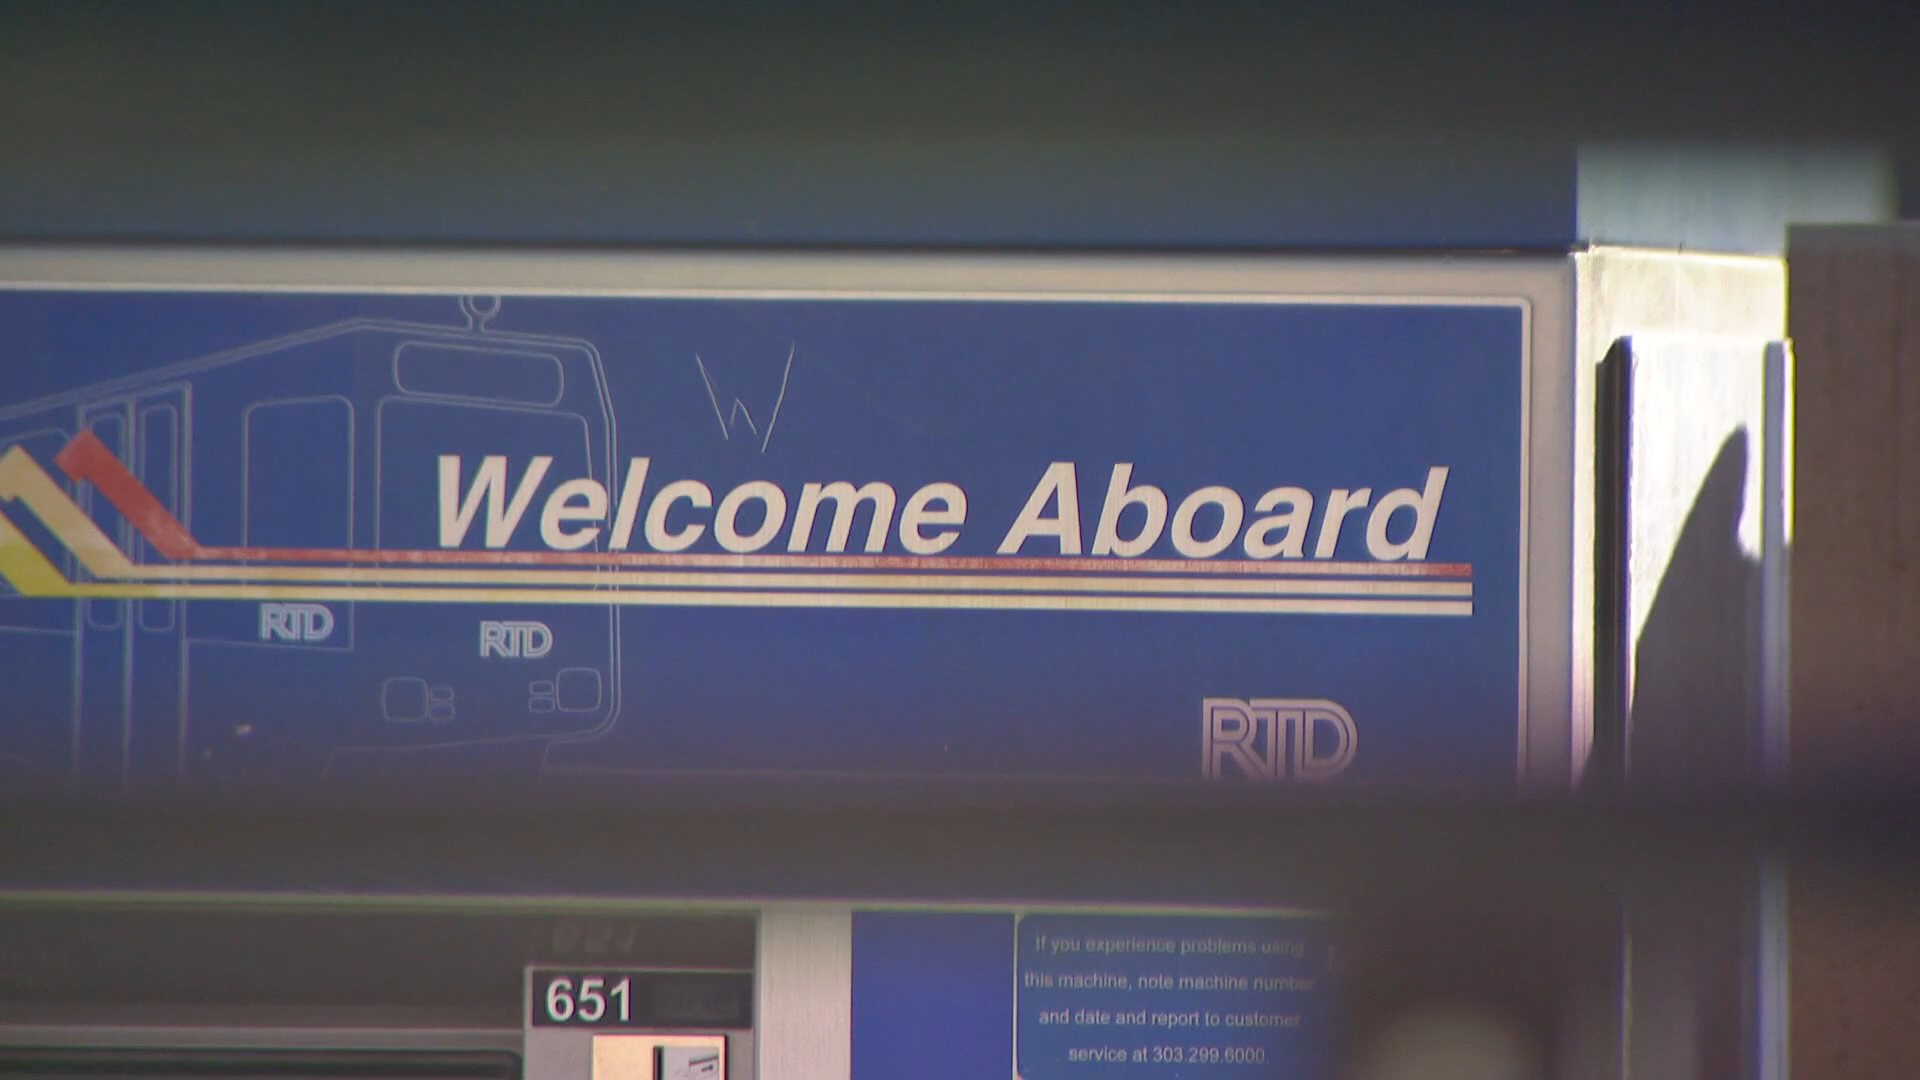 W
Welcome Aboard
RTD
RTD
RTD
651
If you experience problems using
this machine, note machine number
and date and report to customer
service at 303.299.6000.